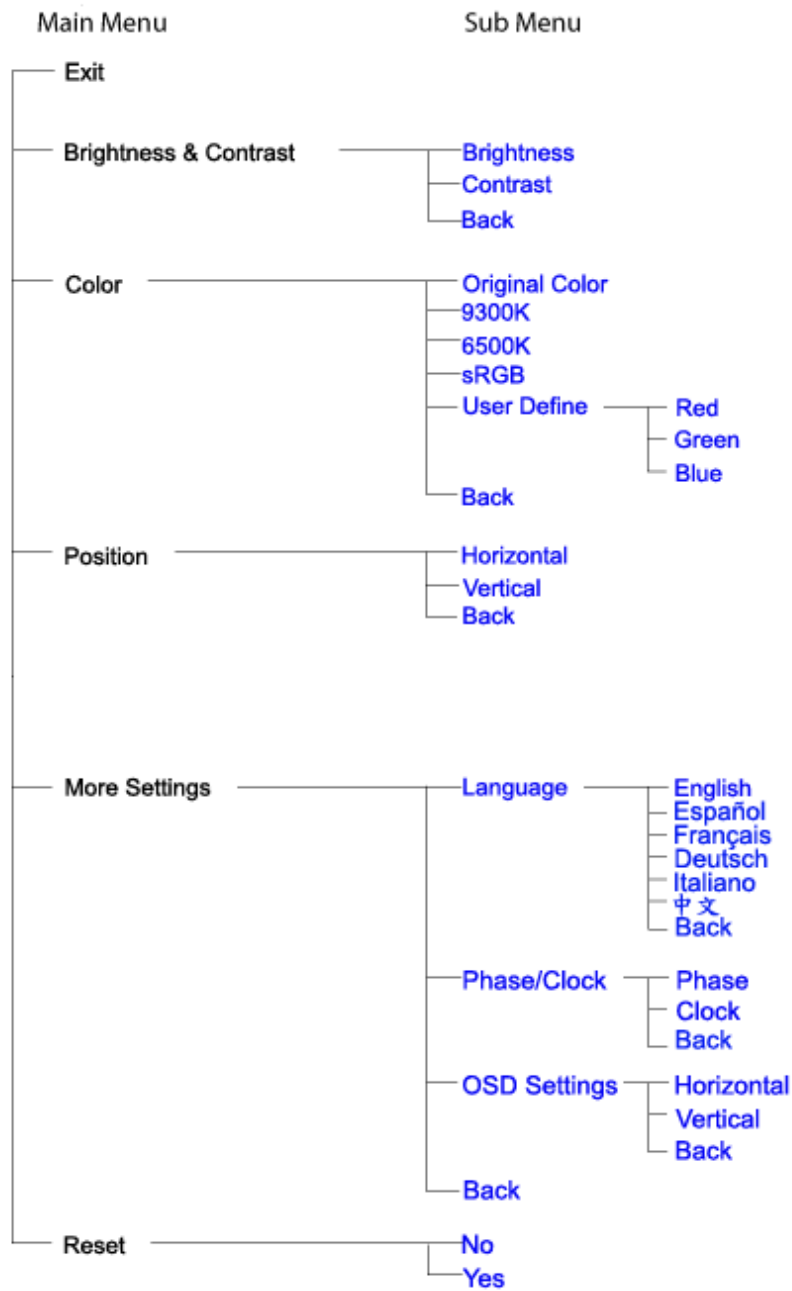 Main Menu Sub Menu
Exit
Brightness & Contrast Brightness
Contrast
Back
Color Original Color
9300K
6500K
sRGB
User Define Red
Green
Blue
Back
Position Horizontal
Vertical
Back
More Settings Language English
Español
Français
Deutsch
Italiano
中文
Back
Phase/Clock Phase
Clock
Back
OSD Settings Horizontal
Vertical
Back
Back
Reset No
Yes